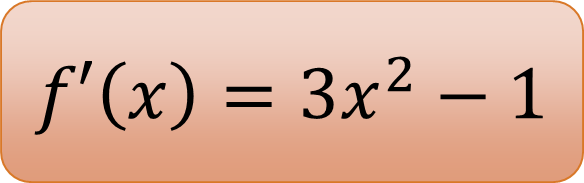 f′(x) = 3x² − 1